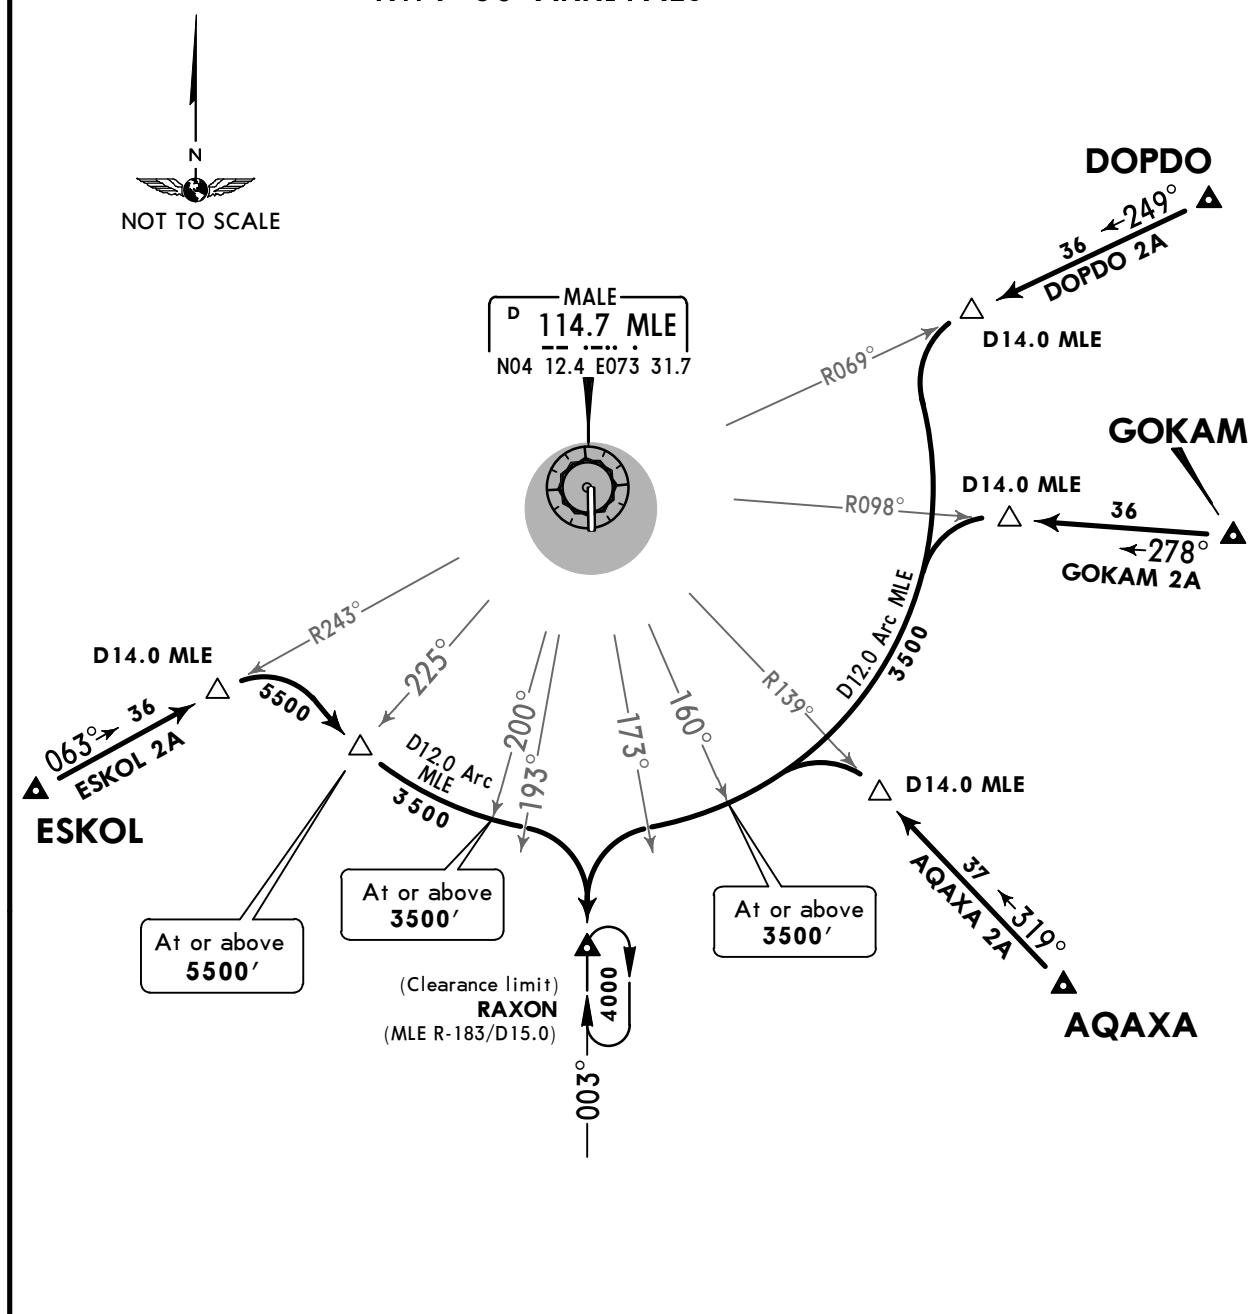 N
NOT TO SCALE
DOPDO
249°
36
DOPDO 2A
D14.0 MLE
MALE
D 114.7 MLE
N04 12.4 E073 31.7
R069°
GOKAM
D14.0 MLE
36
278°
GOKAM 2A
R098°
D12.0 Arc MLE
3500
R243°
D14.0 MLE
5500
063° 36
ESKOL 2A
ESKOL
225°
D12.0 Arc
MLE
3500
200°
193°
173°
160°
R139°
D14.0 MLE
37
319°
AQAXA 2A
AQAXA
At or above
5500′
At or above
3500′
At or above
3500′
(Clearance limit)
RAXON
(MLE R-183/D15.0)
4000
003°